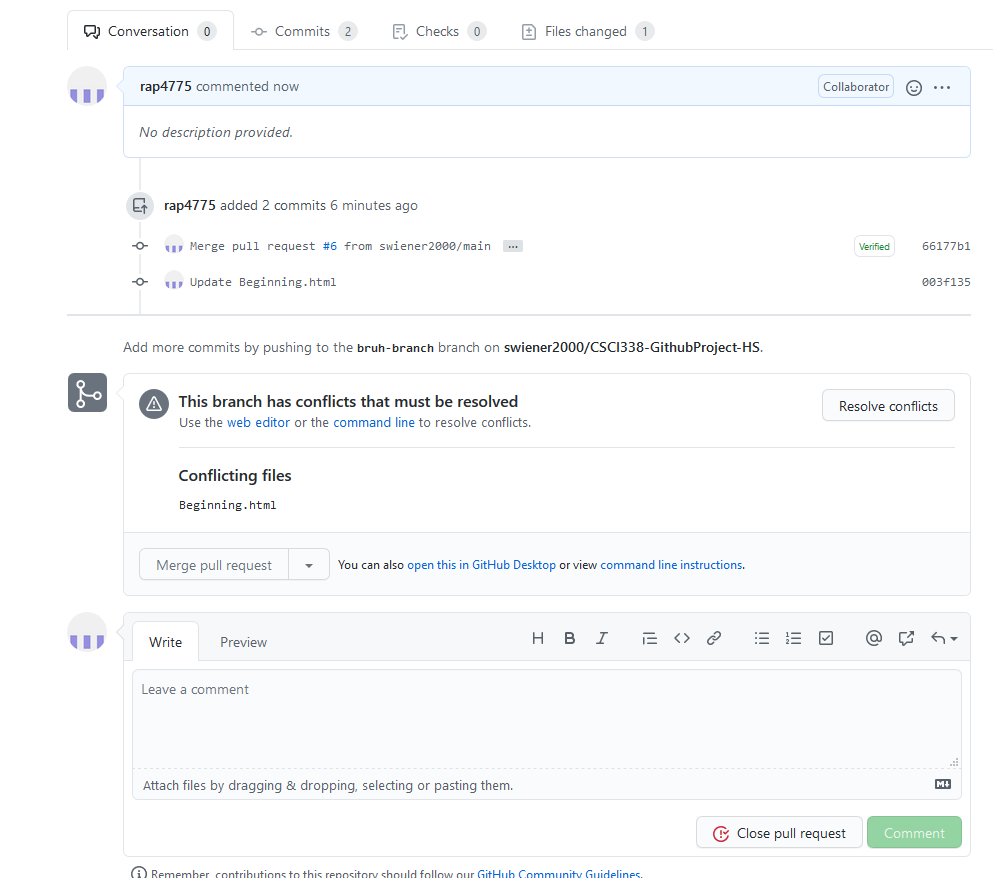 Conversation 0 Commits 2 Checks 0 Files changed 1
rap4775 commented now Collaborator
No description provided.
rap4775 added 2 commits 6 minutes ago
Merge pull request #6 from swiener2000/main ... Verified 66177b1
Update Beginning.html 003f135
Add more commits by pushing to the bruh-branch branch on swiener2000/CSCI338-GithubProject-HS.
This branch has conflicts that must be resolved Resolve conflicts
Use the web editor or the command line to resolve conflicts.
Conflicting files
Beginning.html
Merge pull request You can also open this in GitHub Desktop or view command line instructions.
Write Preview
Leave a comment
Attach files by dragging & dropping, selecting or pasting them.
Close pull request Comment
Remember, contributions to this repository should follow our GitHub Community Guidelines.